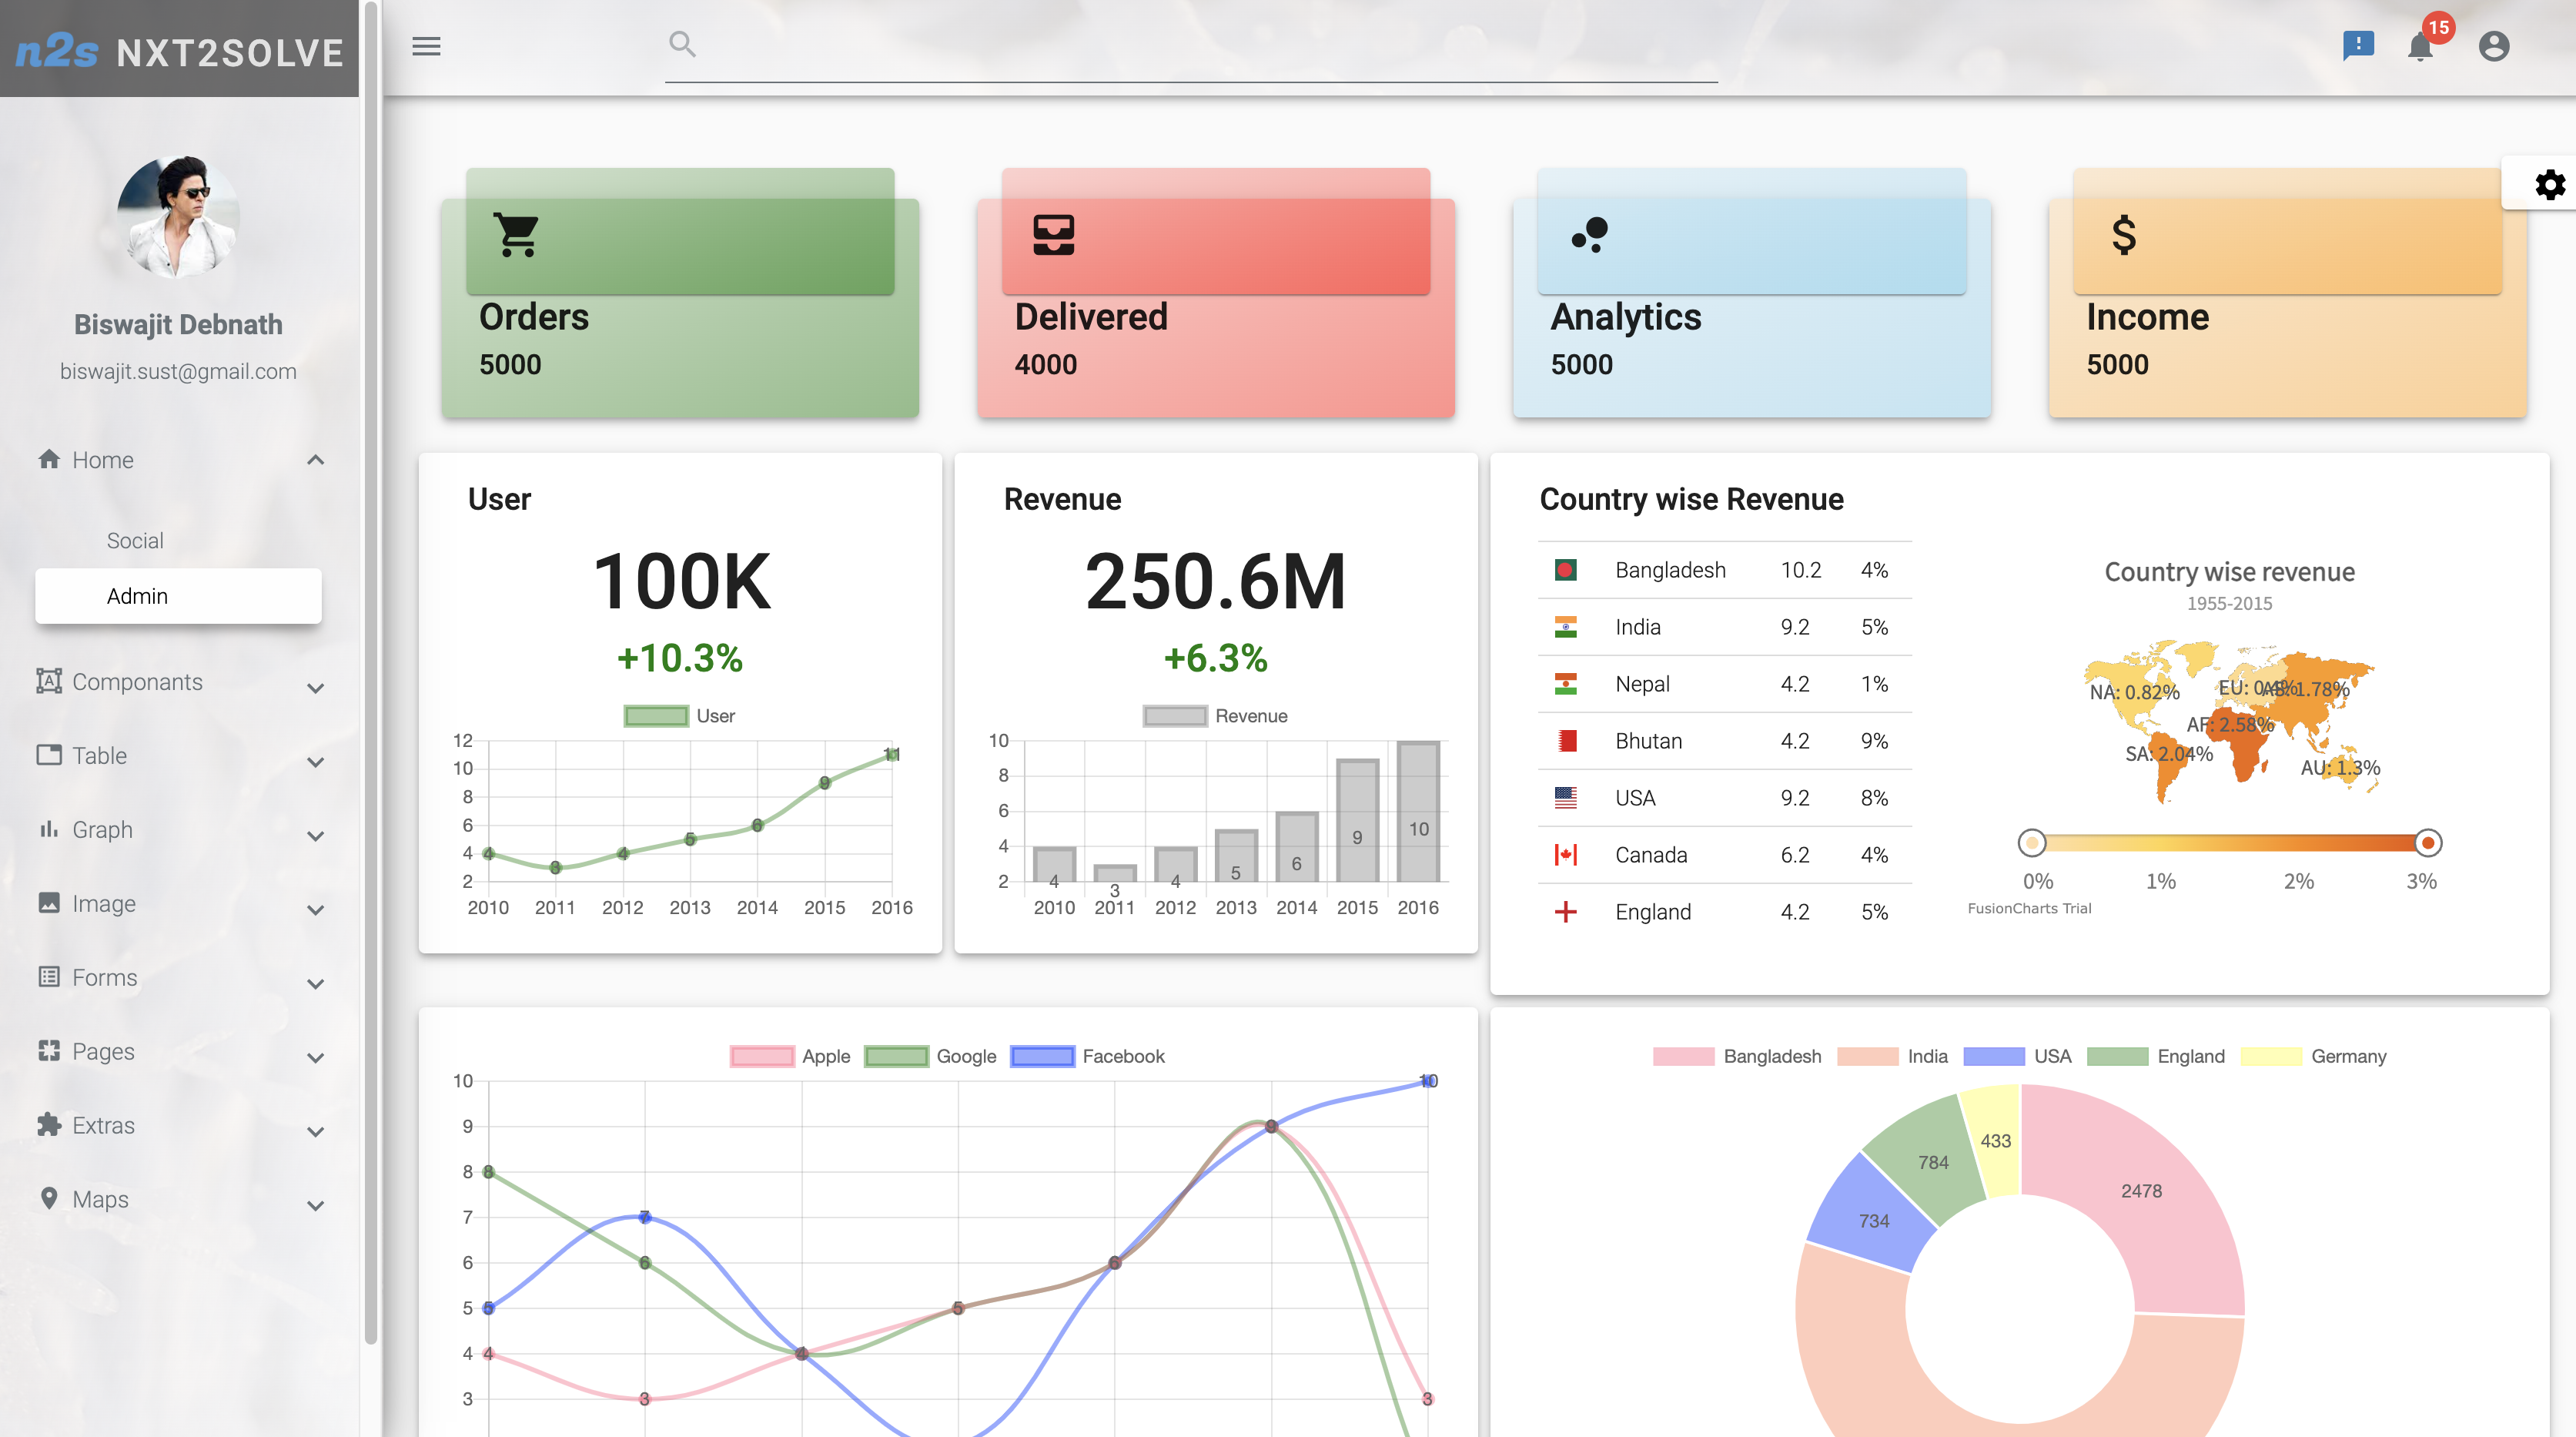 n2s NXT2SOLVE
15
Biswajit Debnath
biswajit.sust@gmail.com
Home
Social
Admin
Componants
Table
Graph
Image
Forms
Pages
Extras
Maps
Orders
5000
Delivered
4000
Analytics
5000
$
Income
5000
User
100K
+10.3%
User
12
10
8
6
4
2
4
3
4
5
6
9
11
2010 2011 2012 2013 2014 2015 2016
Revenue
250.6M
+6.3%
Revenue
10
8
6
4
2
4
3
4
5
6
9
10
2010 2011 2012 2013 2014 2015 2016
Country wise Revenue
Bangladesh 10.2 4%
India 9.2 5%
Nepal 4.2 1%
Bhutan 4.2 9%
USA 9.2 8%
Canada 6.2 4%
England 4.2 5%
Country wise revenue
1955-2015
NA: 0.82%
EU: 0.4%
AS: 1.78%
AF: 2.58%
SA: 2.04%
AU: 1.3%
0% 1% 2% 3%
FusionCharts Trial
Apple Google Facebook
10
9
8
7
6
5
4
3
8
5
4
7
6
3
4
5
6
9
10
3
Bangladesh India USA England Germany
433
784
734
2478